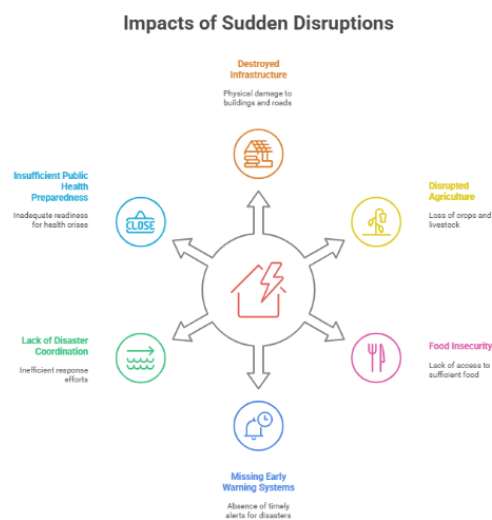 Impacts of Sudden Disruptions
Destroyed
Infrastructure
Physical damage to
buildings and roads
Insufficient Public
Health
Preparedness
Inadequate readiness
for health crises
CLOSE
Disrupted
Agriculture
Loss of crops and
livestock
Lack of Disaster
Coordination
Inefficient response
efforts
Food Insecurity
Lack of access to
sufficient food
Missing Early
Warning Systems
Absence of timely
alerts for disasters